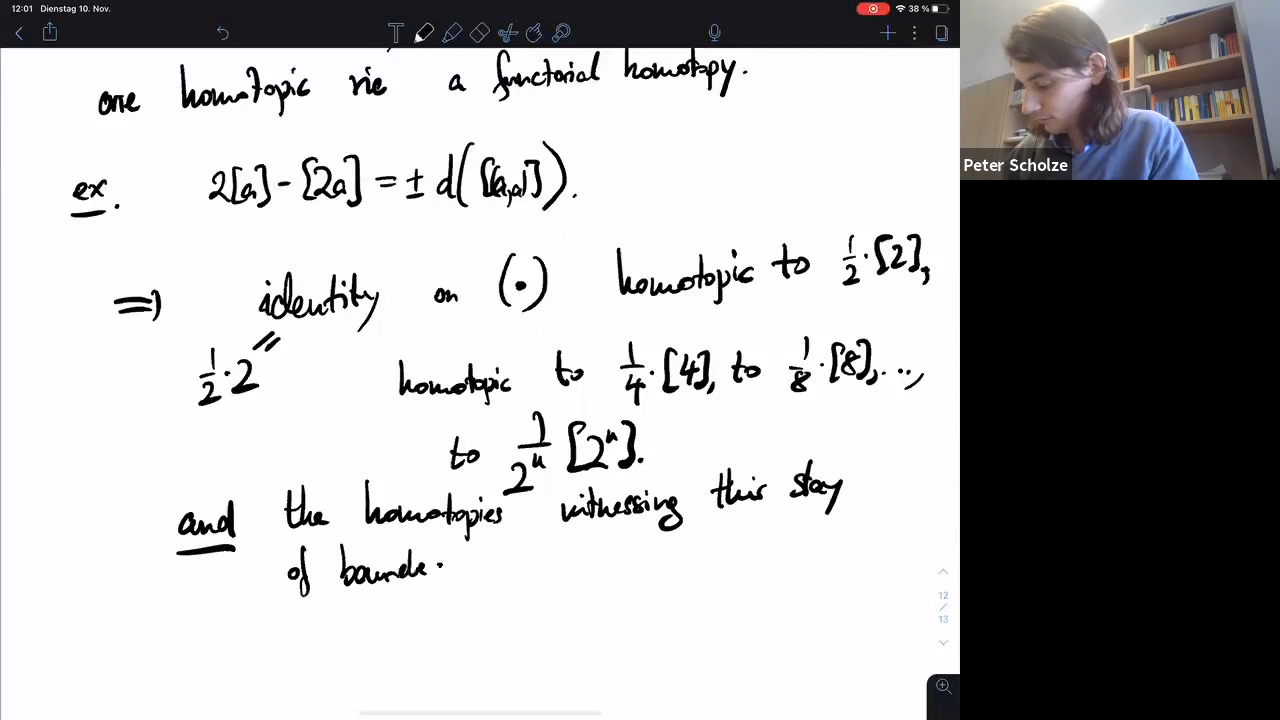 12:01 Dienstag 10. Nov.
38 %
one homotopic via a functorial homotopy.
Peter Scholze
ex. 2[a] - [2a] = ± d([(a,a)]).
⇒ identity on (•) homotopic to 1/2 · [2],
1/2 · 2 = homotopic to 1/4 · [4], to 1/8 · [8], ...,
to 1/2^n [2^n].
and the homotopies witnessing this stay
of bounde.
12
/
13